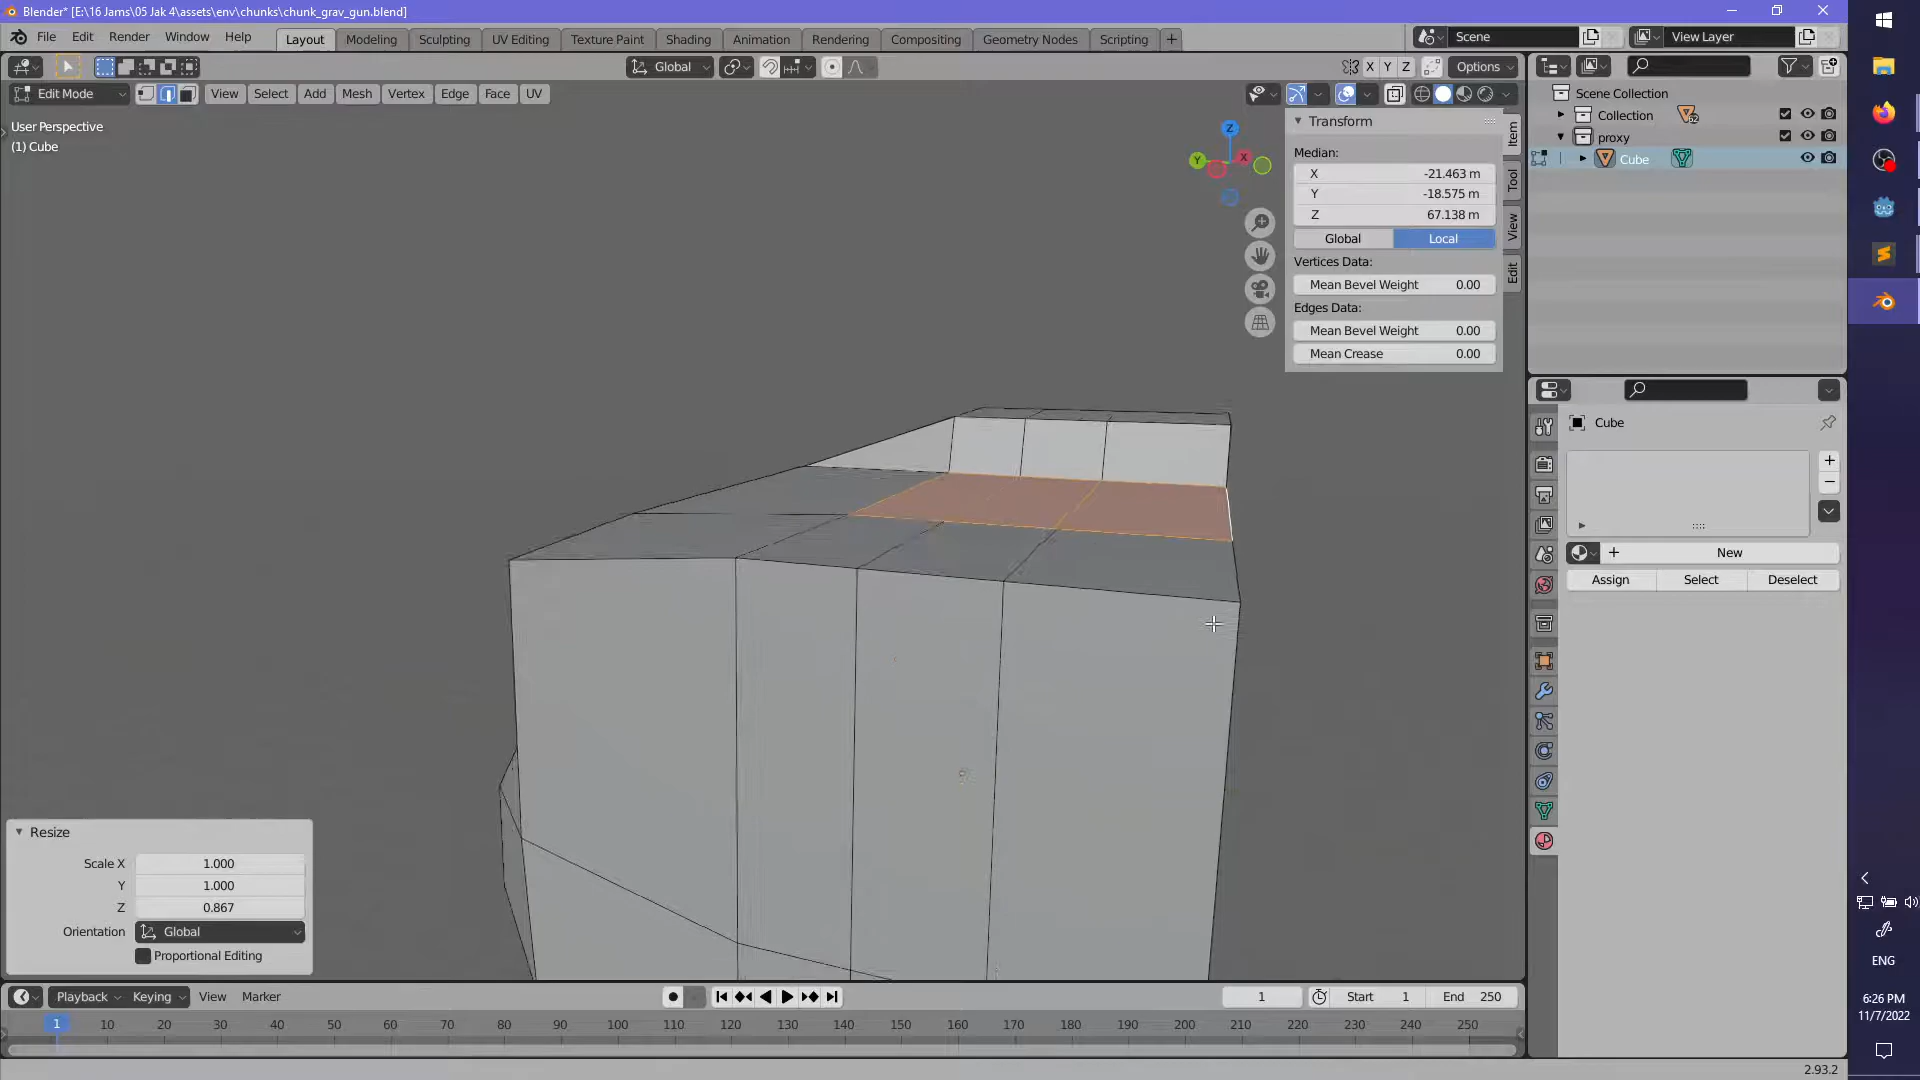 Blender* [E:\16 Jams\05 Jak 4\assets\env\chunks\chunk_grav_gun.blend]
File Edit Render Window Help Layout Modeling Sculpting UV Editing Texture Paint Shading Animation Rendering Compositing Geometry Nodes Scripting + Scene View Layer
Global X Y Z Options
Edit Mode View Select Add Mesh Vertex Edge Face UV
User Perspective
(1) Cube
Z
Y X
Transform
Median:
X -21.463 m
Y -18.575 m
Z 67.138 m
Global Local
Vertices Data:
Mean Bevel Weight 0.00
Edges Data:
Mean Bevel Weight 0.00
Mean Crease 0.00
Item
Tool
View
Edit
Scene Collection
Collection 62
proxy
Cube
Cube
+
−
+ New
Assign Select Deselect
Resize
Scale X 1.000
Y 1.000
Z 0.867
Orientation Global
Proportional Editing
Playback Keying View Marker 1 Start 1 End 250
1 10 20 30 40 50 60 70 80 90 100 110 120 130 140 150 160 170 180 190 200 210 220 230 240 250
2.93.2
ENG
6:26 PM
11/7/2022